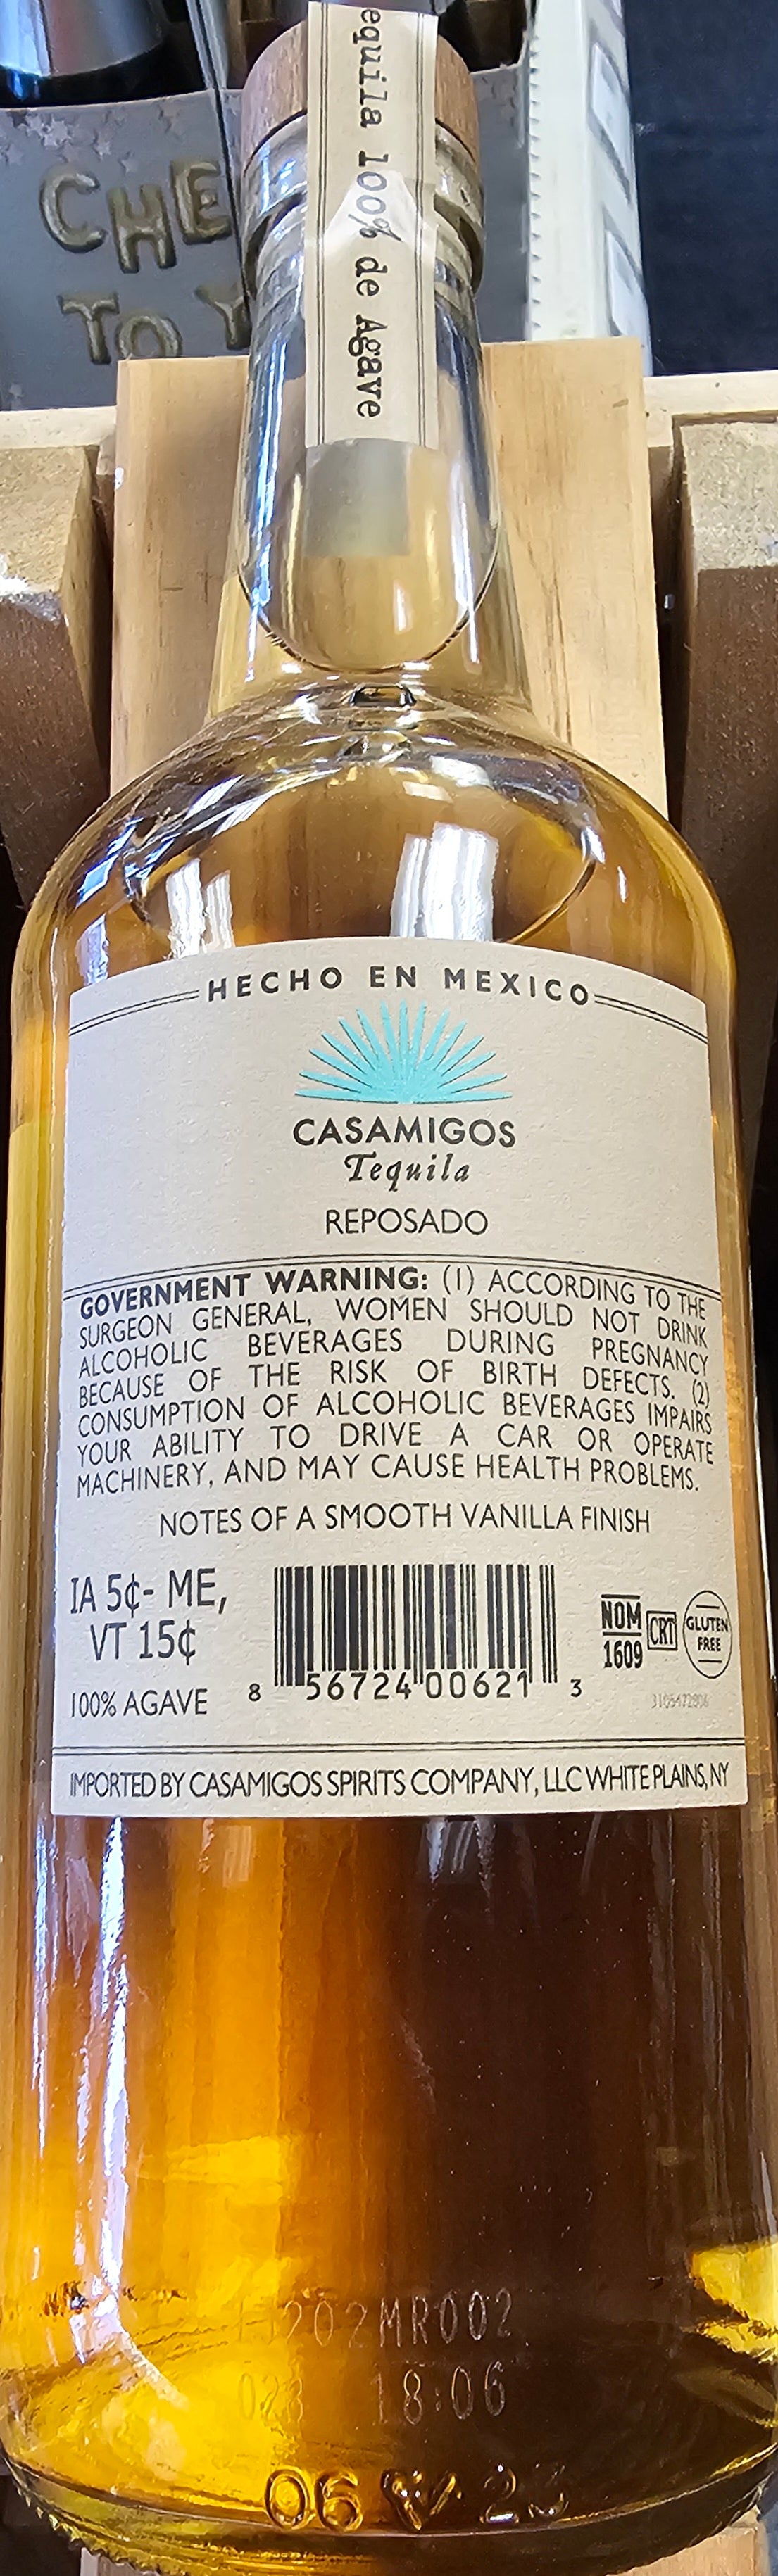 CHE
TO Y
equila 100% de Agave
HECHO EN MEXICO
CASAMIGOS
Tequila
REPOSADO
GOVERNMENT WARNING: (1) ACCORDING TO THE
SURGEON GENERAL, WOMEN SHOULD NOT DRINK
ALCOHOLIC BEVERAGES DURING PREGNANCY
BECAUSE OF THE RISK OF BIRTH DEFECTS. (2)
CONSUMPTION OF ALCOHOLIC BEVERAGES IMPAIRS
YOUR ABILITY TO DRIVE A CAR OR OPERATE
MACHINERY, AND MAY CAUSE HEALTH PROBLEMS.
NOTES OF A SMOOTH VANILLA FINISH
IA 5¢- ME,
VT 15¢
100% AGAVE
8 56724 00621 3
NOM
1609
CRT
GLUTEN
FREE
IMPORTED BY CASAMIGOS SPIRITS COMPANY, LLC WHITE PLAINS, NY
18:06
06